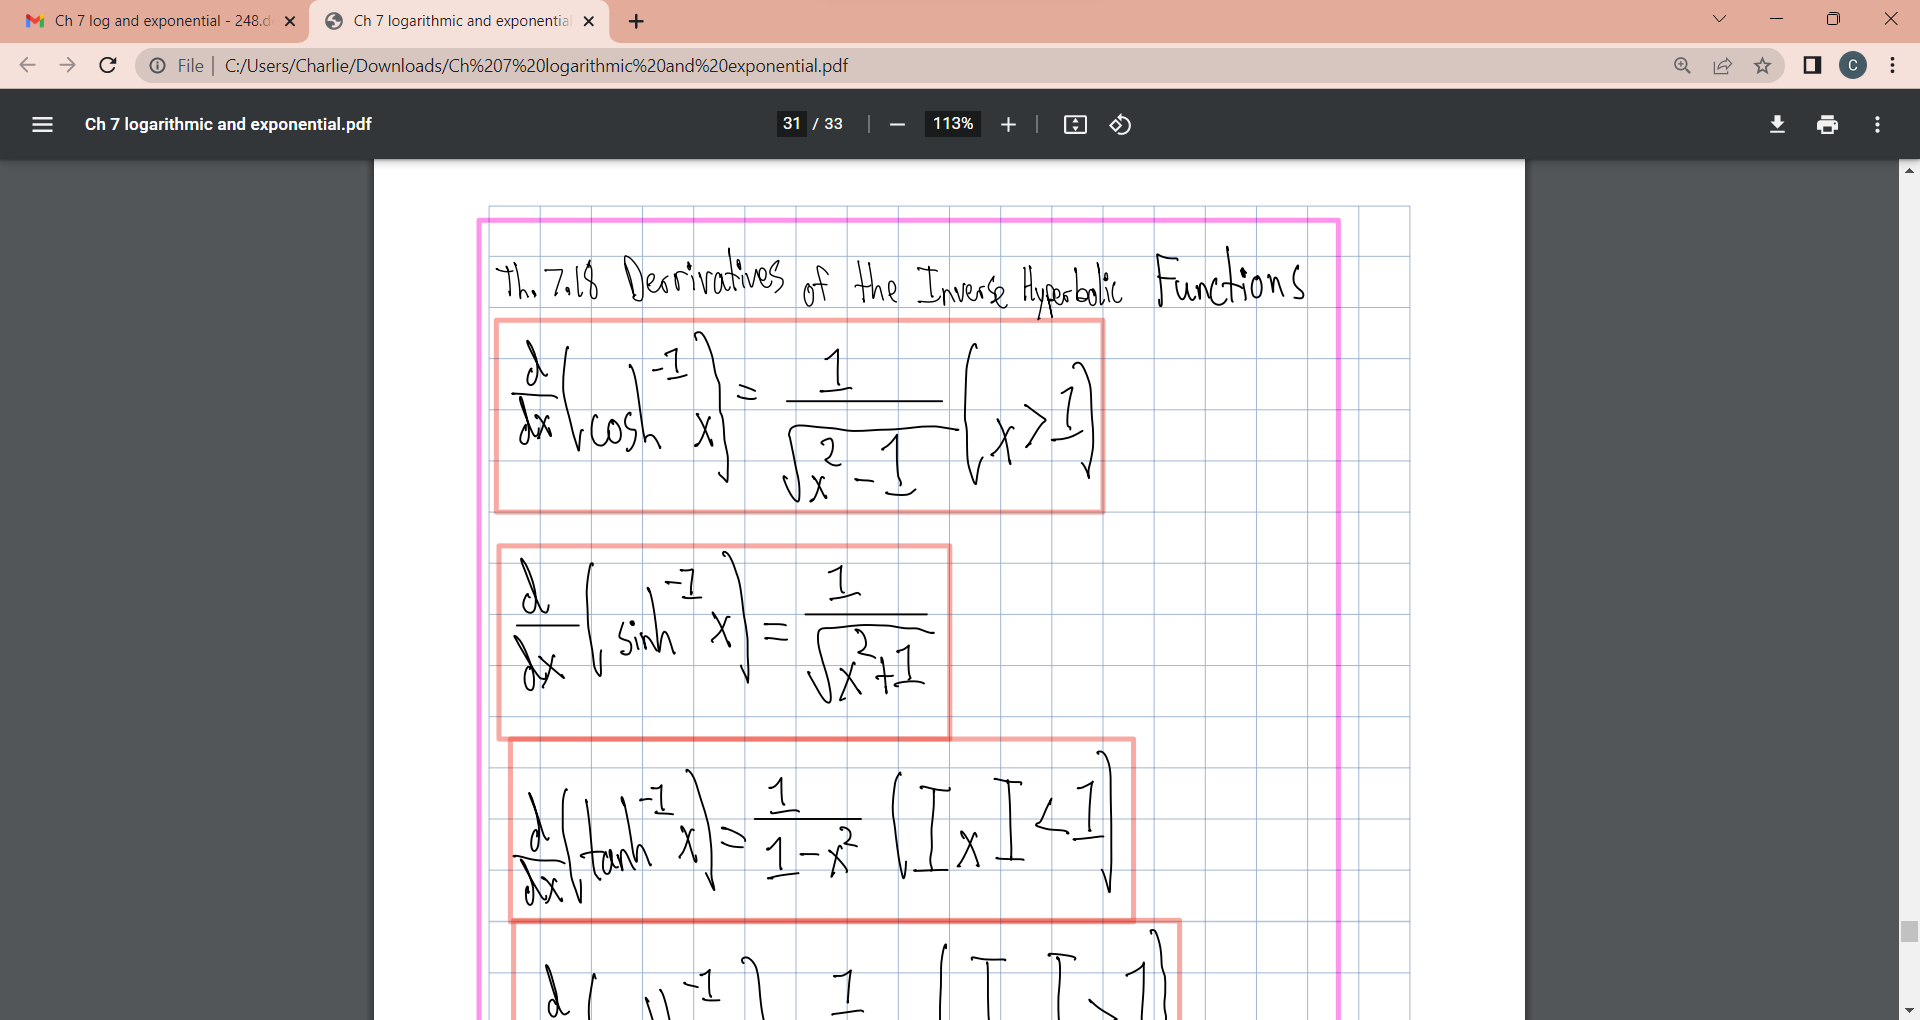 Ch 7 log and exponential - 248.d
Ch 7 logarithmic and exponentia
File | C:/Users/Charlie/Downloads/Ch%207%20logarithmic%20and%20exponential.pdf
C
Ch 7 logarithmic and exponential.pdf
31 / 33
113%
Th. 7.18 Derrivatives of the Inverse Hyperbolic Functions
d/dx (cosh^-1 x) = 1/√(x^2 - 1) (x > 1)
d/dx (sinh^-1 x) = 1/√(x^2 + 1)
d/dx (tanh^-1 x) = 1/(1 - x^2) (|x| < 1)